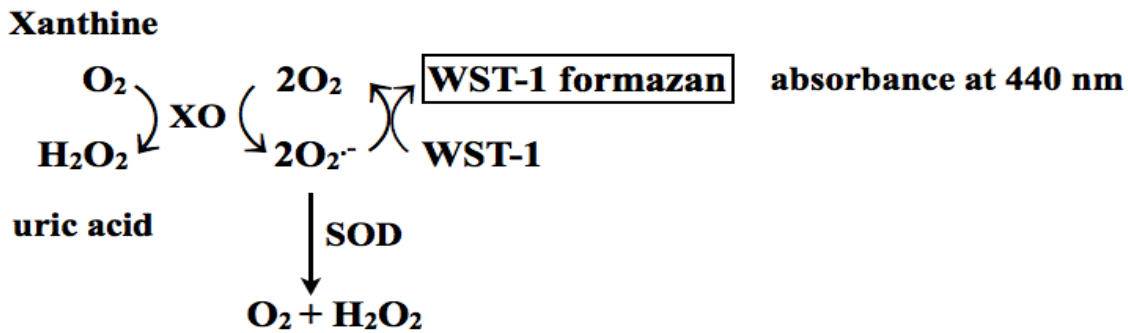 Xanthine
O₂ 2O₂ WST-1 formazan absorbance at 440 nm
XO
H₂O₂ 2O₂·⁻ WST-1
uric acid SOD
O₂ + H₂O₂